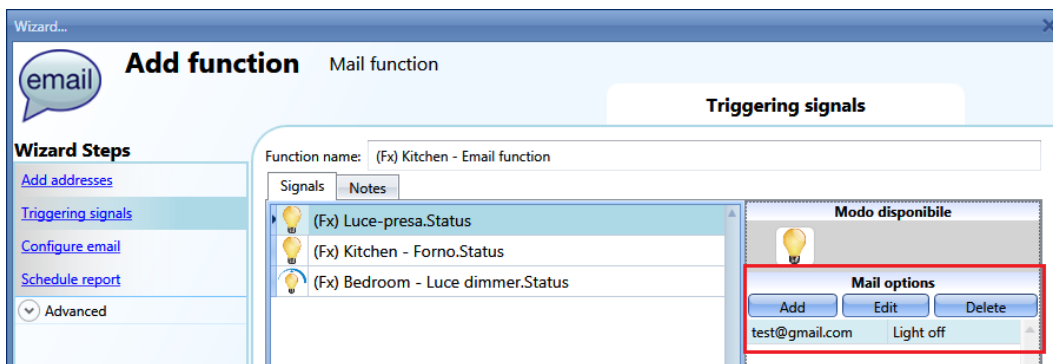 Wizard...
email
Add function
Mail function
Triggering signals
Wizard Steps
Add addresses
Triggering signals
Configure email
Schedule report
Advanced
Function name: (Fx) Kitchen - Email function
Signals Notes
(Fx) Luce-presa.Status
(Fx) Kitchen - Forno.Status
(Fx) Bedroom - Luce dimmer.Status
Modo disponibile
Mail options
Add Edit Delete
test@gmail.com Light off